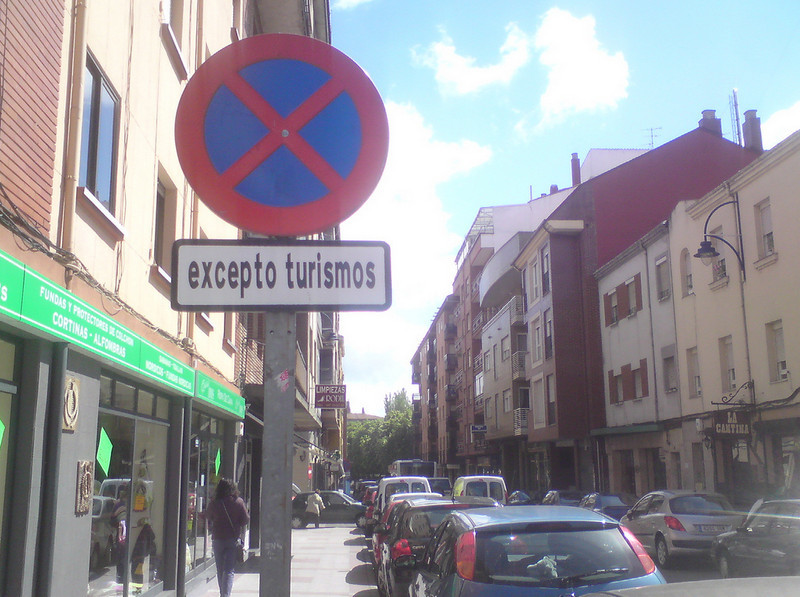 excepto turismos
FUNDAS Y PROTECTORES DE COLCHON
CORTINAS - ALFOMBRAS
LIMPIEZAS
LA
CANTINA